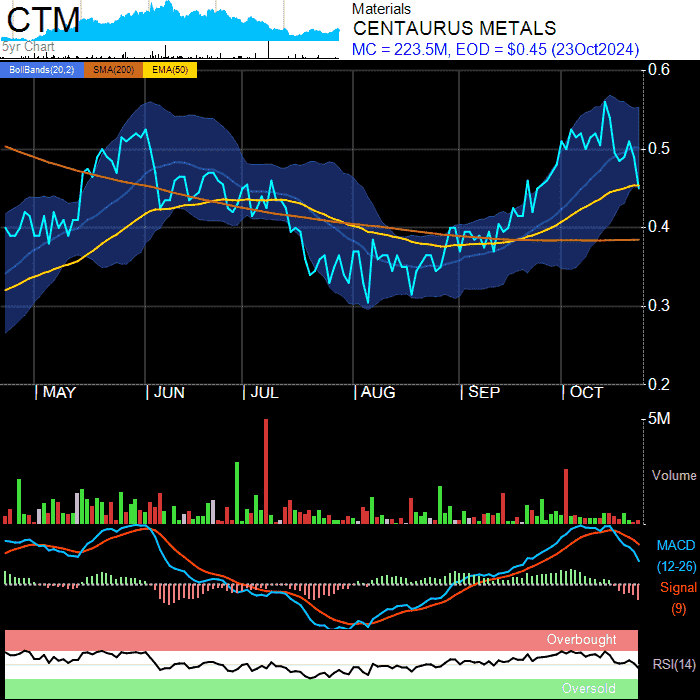 CTM
5yr Chart
Materials
CENTAURUS METALS
MC = 223.5M, EOD = $0.45 (23Oct2024)
BollBands(20,2) SMA(200) EMA(50)
0.6
0.5
0.4
0.3
0.2
MAY JUN JUL AUG SEP OCT
5M
Volume
MACD
(12-26)
Signal
(9)
Overbought
RSI(14)
Oversold